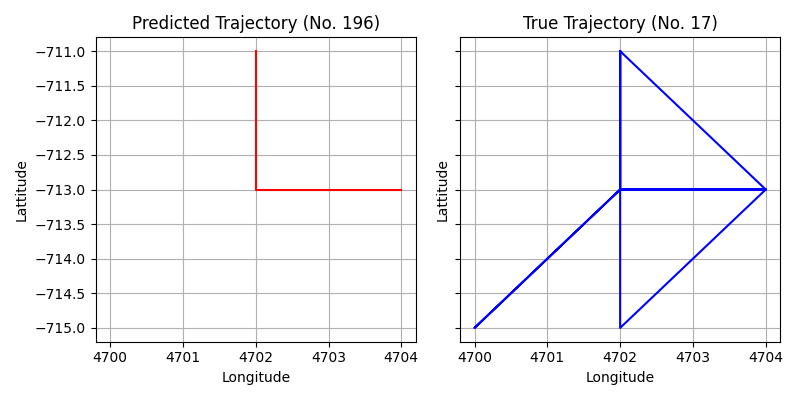 Predicted Trajectory (No. 196)
−711.0
−711.5
−712.0
−712.5
−713.0
−713.5
−714.0
−714.5
−715.0
Lattitude
4700 4701 4702 4703 4704
Longitude
True Trajectory (No. 17)
Lattitude
4700 4701 4702 4703 4704
Longitude